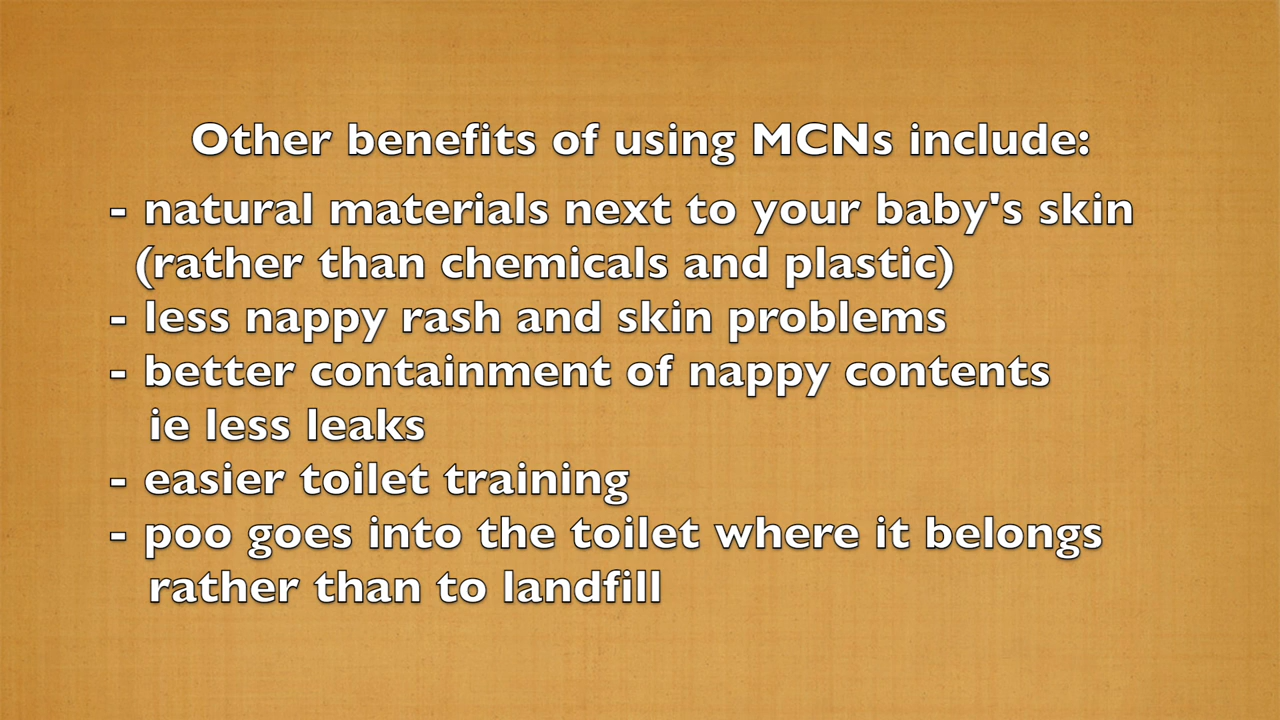 Other benefits of using MCNs include:
- natural materials next to your baby's skin
(rather than chemicals and plastic)
- less nappy rash and skin problems
- better containment of nappy contents
ie less leaks
- easier toilet training
- poo goes into the toilet where it belongs
rather than to landfill